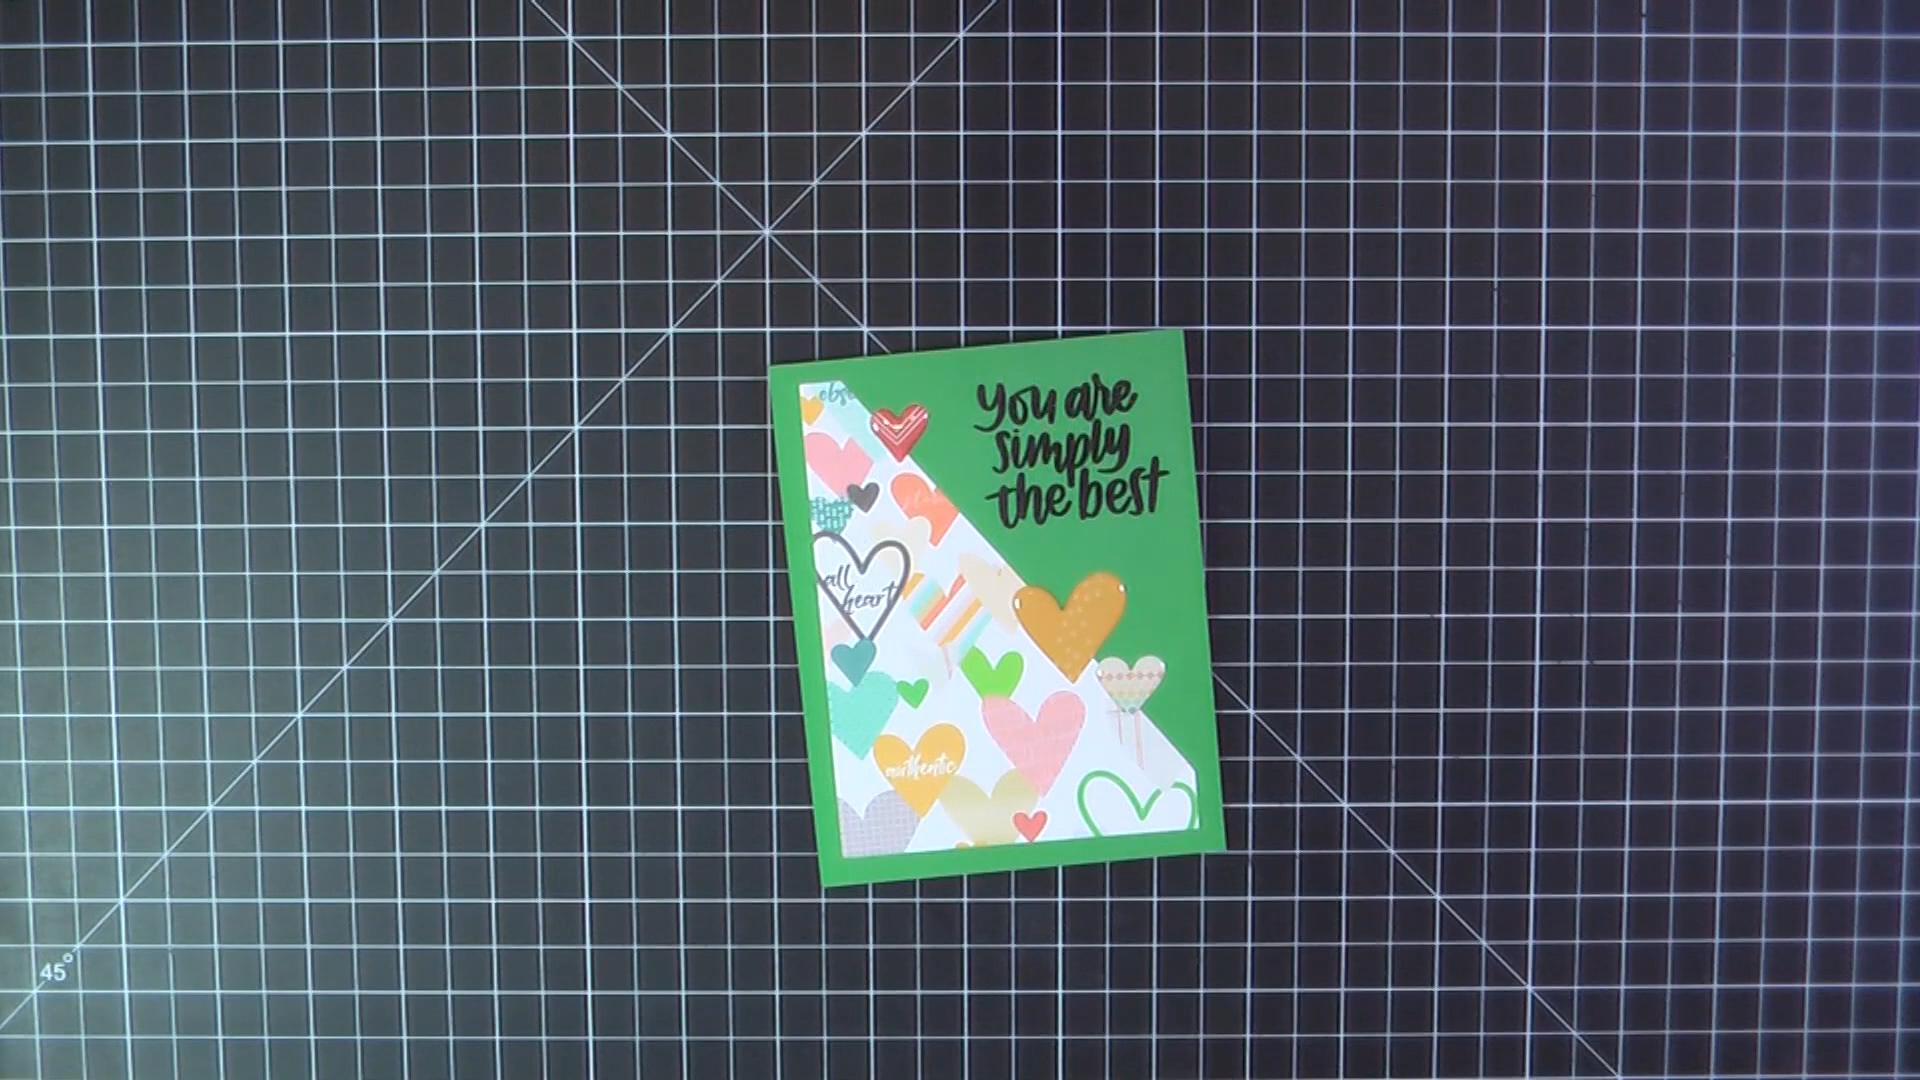 You are
simply
the best
all
heart
authentic
45°